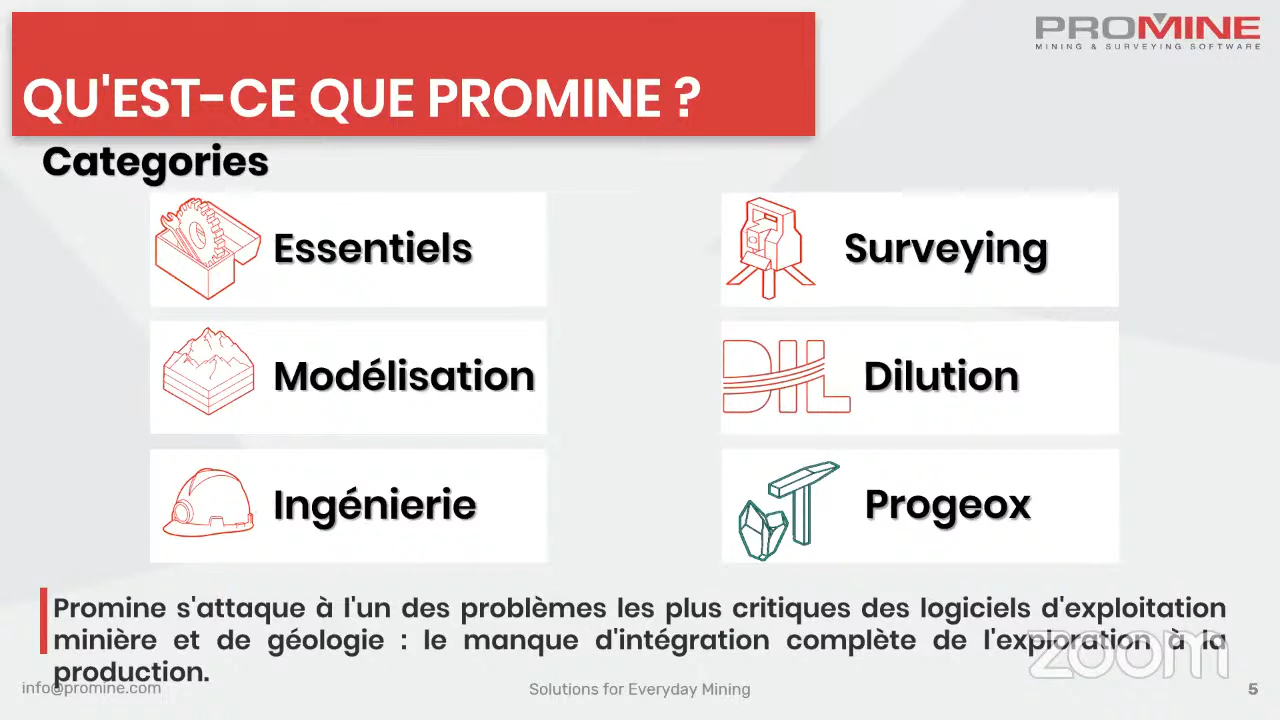 PROMINE
MINING & SURVEYING SOFTWARE
QU'EST-CE QUE PROMINE ?
Categories
Essentiels
Surveying
Modélisation
DIL
Dilution
Ingénierie
Progeox
Promine s'attaque à l'un des problèmes les plus critiques des logiciels d'exploitation
minière et de géologie : le manque d'intégration complète de l'exploration à la
production.
zoom
info@promine.com
Solutions for Everyday Mining
5